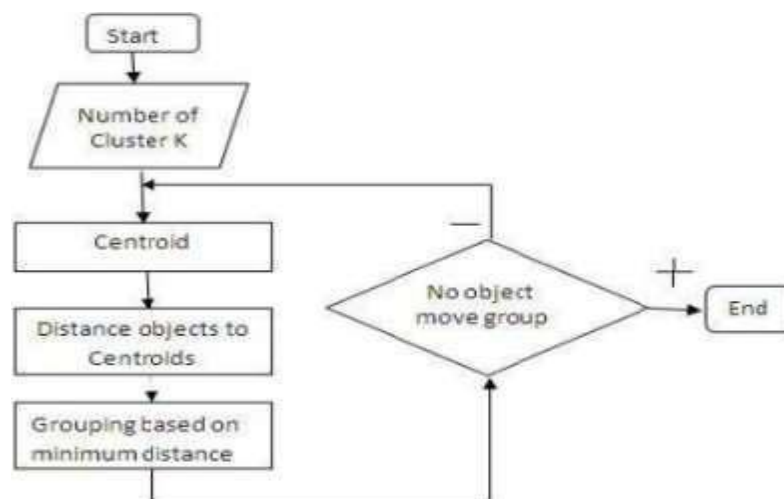 Start
Number of
Cluster K
Centroid
Distance objects to
Centroids
Grouping based on
minimum distance
No object
move group
−
+
End